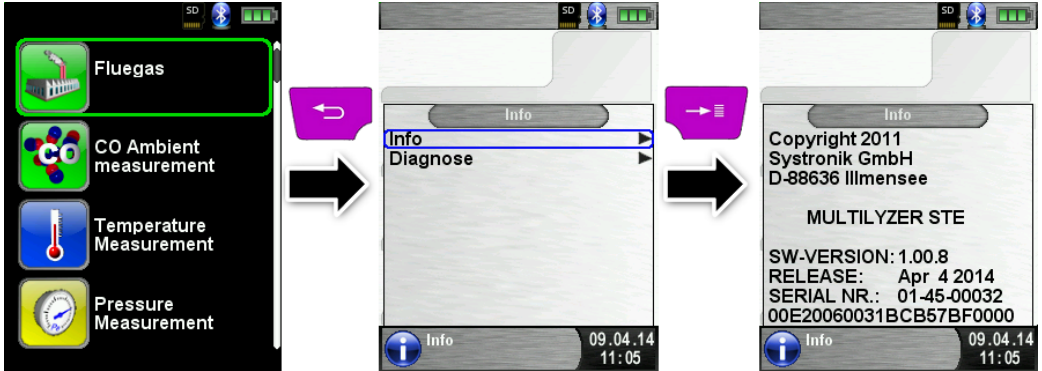 SD
Fluegas
CO
CO Ambient
measurement
Temperature
Measurement
Pressure
Measurement
SD
Info
Info
Diagnose
Info
09.04.14
11:05
SD
Info
Copyright 2011
Systronik GmbH
D-88636 Illmensee
MULTILYZER STE
SW-VERSION: 1.00.8
RELEASE: Apr 4 2014
SERIAL NR.: 01-45-00032
00E20060031BCB57BF0000
Info
09.04.14
11:05